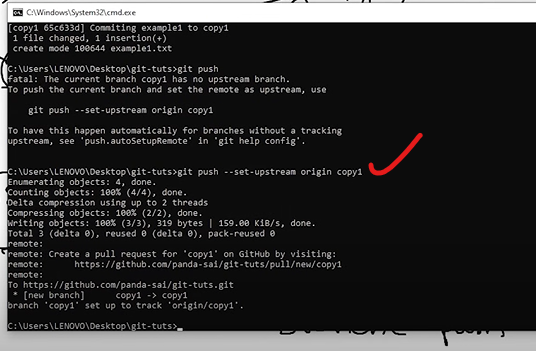 C:\Windows\System32\cmd.exe
[copy1 65c633d] Commiting example1 to copy1
1 file changed, 1 insertion(+)
create mode 100644 example1.txt
C:\Users\LENOVO\Desktop\git-tuts>git push
fatal: The current branch copy1 has no upstream branch.
To push the current branch and set the remote as upstream, use
git push --set-upstream origin copy1
To have this happen automatically for branches without a tracking
upstream, see 'push.autoSetupRemote' in 'git help config'.
C:\Users\LENOVO\Desktop\git-tuts>git push --set-upstream origin copy1
Enumerating objects: 4, done.
Counting objects: 100% (4/4), done.
Delta compression using up to 2 threads
Compressing objects: 100% (2/2), done.
Writing objects: 100% (3/3), 319 bytes | 159.00 KiB/s, done.
Total 3 (delta 0), reused 0 (delta 0), pack-reused 0
remote:
remote: Create a pull request for 'copy1' on GitHub by visiting:
remote:      https://github.com/panda-sai/git-tuts/pull/new/copy1
remote:
To https://github.com/panda-sai/git-tuts.git
* [new branch]      copy1 -> copy1
branch 'copy1' set up to track 'origin/copy1'.
C:\Users\LENOVO\Desktop\git-tuts>